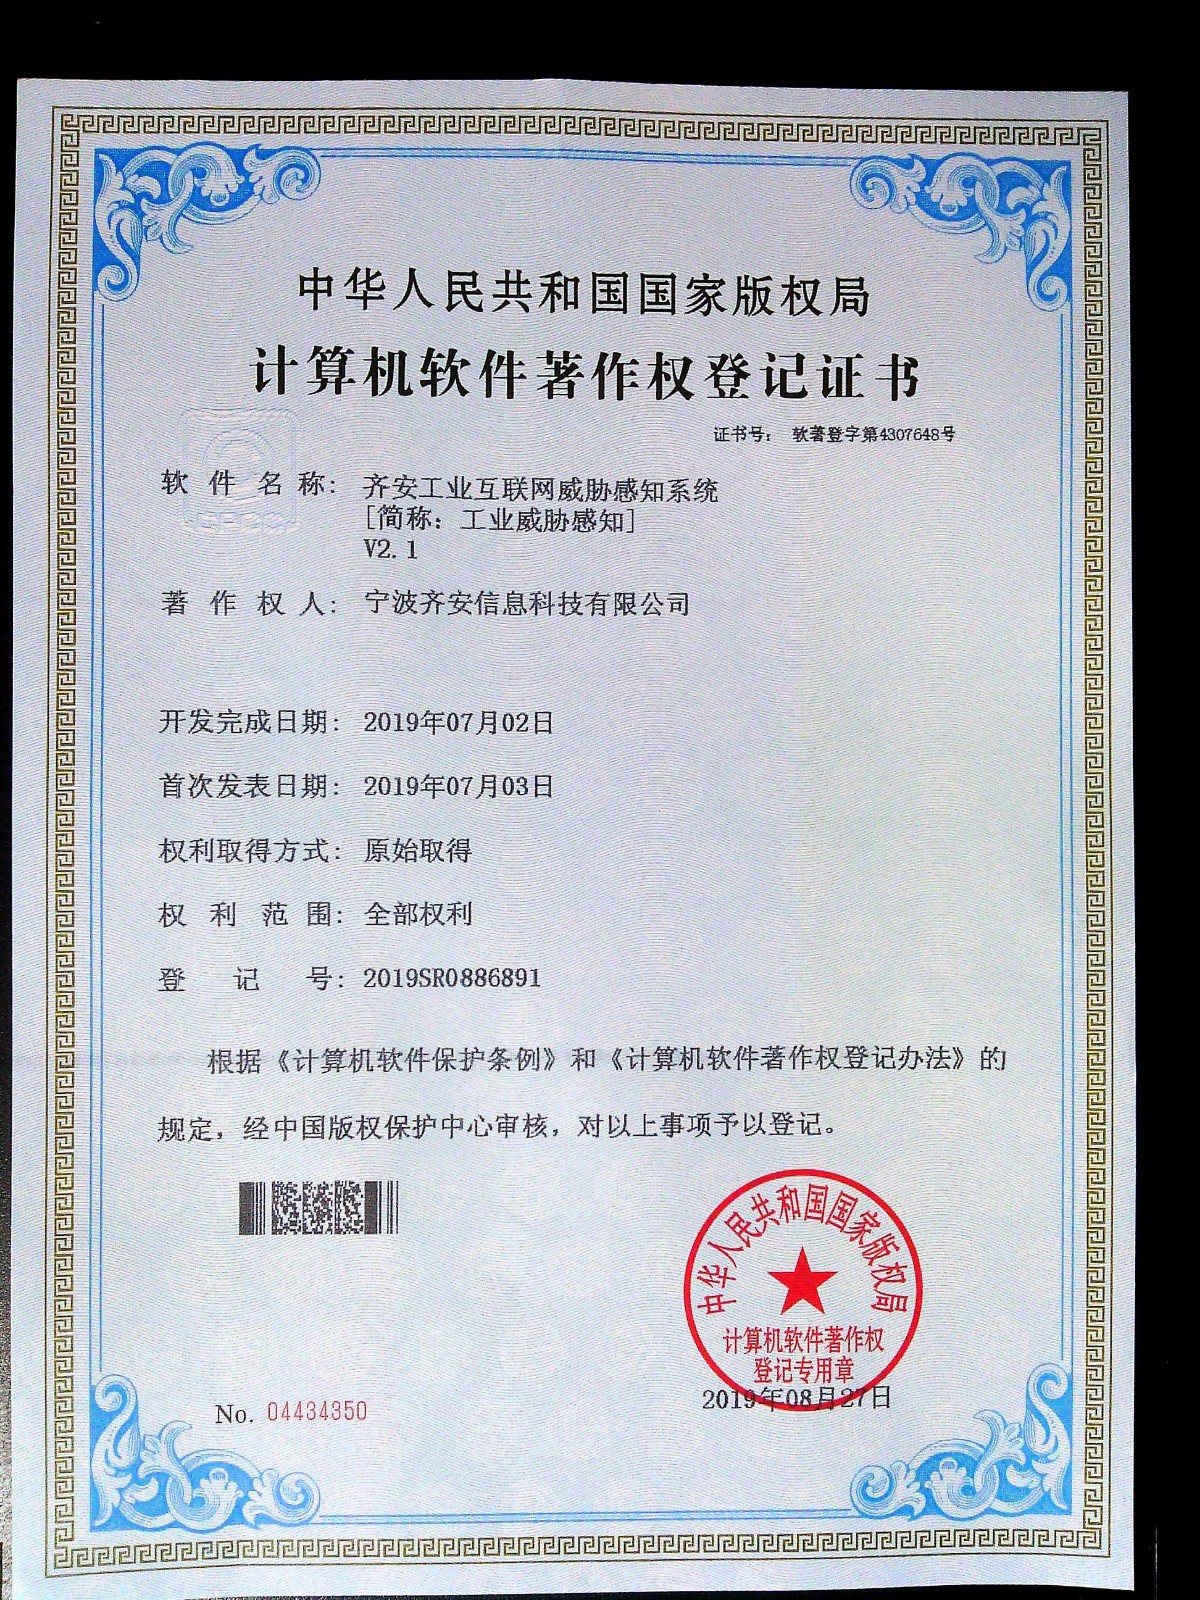 中华人民共和国国家版权局
计算机软件著作权登记证书
证书号： 软著登字第4307648号
软件名称： 齐安工业互联网威胁感知系统
[简称：工业威胁感知]
V2.1
著作权人： 宁波齐安信息科技有限公司
开发完成日期： 2019年07月02日
首次发表日期： 2019年07月03日
权利取得方式： 原始取得
权利范围： 全部权利
登记号： 2019SR0886891
根据《计算机软件保护条例》和《计算机软件著作权登记办法》的
规定，经中国版权保护中心审核，对以上事项予以登记。
中华人民共和国国家版权局
计算机软件著作权
登记专用章
2019年08月27日
No. 04434350